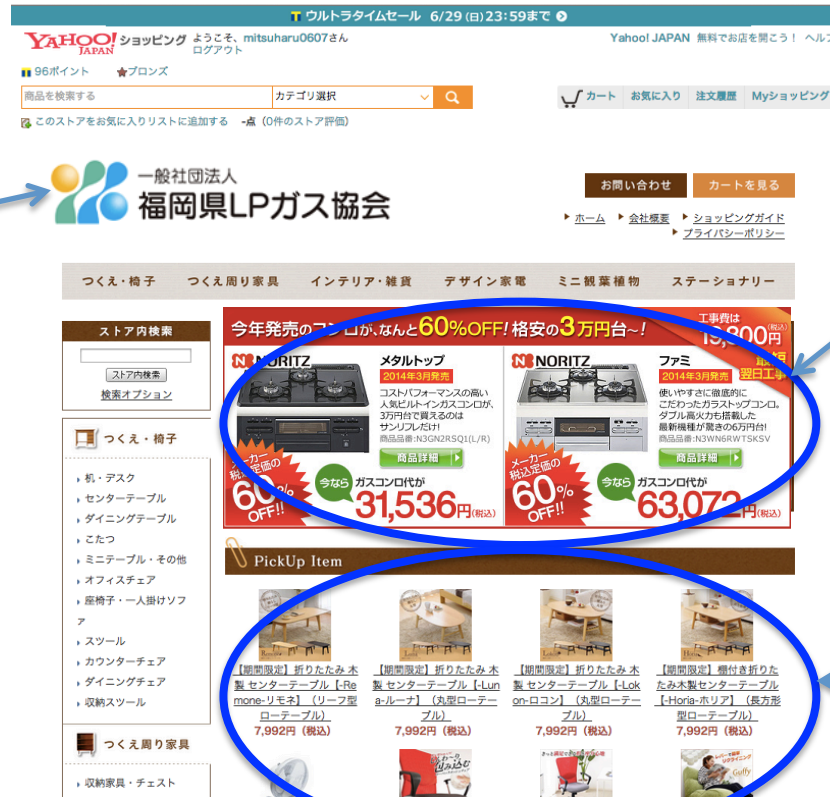 ウルトラタイムセール 6/29(日)23:59まで
YAHOO! JAPAN ショッピング ようこそ、mitsuharu0607さん
ログアウト
Yahoo! JAPAN 無料でお店を開こう! ヘルプ
96ポイント ブロンズ
商品を検索する カテゴリ選択
カート お気に入り 注文履歴 Myショッピング
このストアをお気に入りリストに追加する -点 (0件のストア評価)
一般社団法人
福岡県LPガス協会
お問い合わせ カートを見る
ホーム 会社概要 ショッピングガイド
プライバシーポリシー
つくえ・椅子 つくえ周り家具 インテリア・雑貨 デザイン家電 ミニ観葉植物 ステーショナリー
ストア内検索
ストア内検索
検索オプション
つくえ・椅子
机・デスク
センターテーブル
ダイニングテーブル
こたつ
ミニテーブル・その他
オフィスチェア
座椅子・一人掛けソフ
ァ
スツール
カウンターチェア
ダイニングチェア
収納スツール
つくえ周り家具
収納家具・チェスト
今年発売のコンロが、なんと60%OFF!格安の3万円台~!
工事費は
19,800円(税込)
最短
翌日工事
NORITZ メタルトップ
2014年3月発売
コストパフォーマンスの高い
人気ビルトインガスコンロが、
3万円台で買えるのは
サンリフレだけ!
商品品番:N3GN2RSQ1(L/R)
商品詳細
メーカー
税込定価の
60%
OFF!!
今なら ガスコンロ代が
31,536円(税込)
NORITZ ファミ
2014年3月発売
使いやすさに徹底的に
こだわったガラストップコンロ。
ダブル高火力も搭載した
最新機種が驚きの6万円台!
商品品番:N3WN6RWTSKSV
商品詳細
メーカー
税込定価の
60%
OFF!!
今なら ガスコンロ代が
63,072円(税込)
PickUp Item
【期間限定】折りたたみ 木
製 センターテーブル【-Re
mone-リモネ】（リーフ型
ローテーブル）
7,992円（税込）
【期間限定】折りたたみ 木
製 センターテーブル【-Lun
a-ルーナ】（丸型ローテー
ブル）
7,992円（税込）
【期間限定】折りたたみ 木
製 センターテーブル【-Lok
on-ロコン】（丸型ローテー
ブル）
7,992円（税込）
【期間限定】棚付き折りた
たみ木製センターテーブル
【-Horia-ホリア】（長方形
型ローテーブル）
7,992円（税込）
Guffy